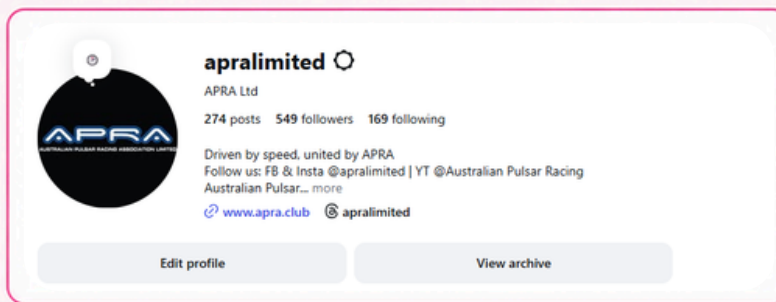 apralimited
APRA Ltd
274 posts 549 followers 169 following
APRA
AUSTRALIAN PULSAR RACING ASSOCIATION LIMITED
Driven by speed, united by APRA
Follow us: FB & Insta @apralimited | YT @Australian Pulsar Racing
Australian Pulsar... more
www.apra.club apralimited
Edit profile View archive